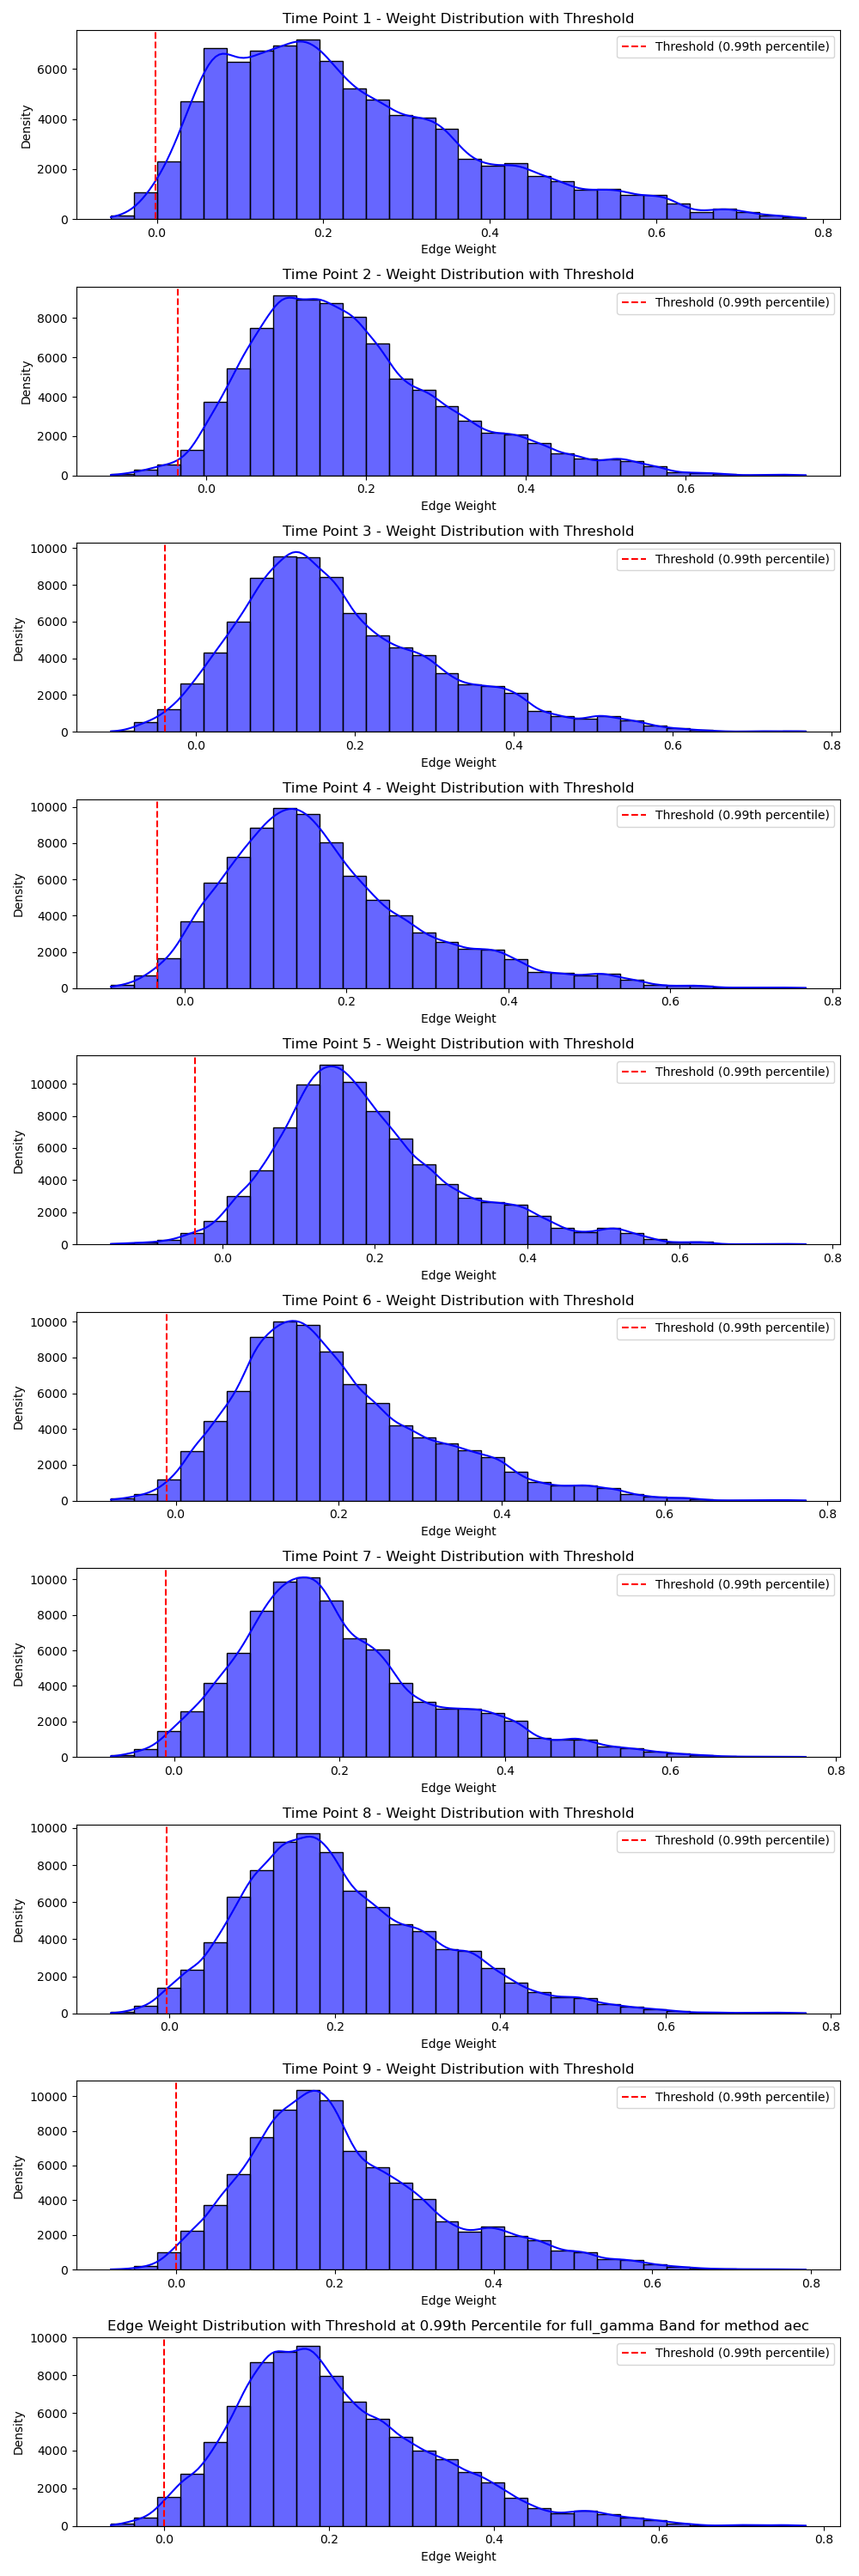 Time Point 1 - Weight Distribution with Threshold
Threshold (0.99th percentile)
Density
6000
4000
2000
0
0.0 0.2 0.4 0.6 0.8
Edge Weight
Time Point 2 - Weight Distribution with Threshold
Threshold (0.99th percentile)
Density
8000
6000
4000
2000
0
0.0 0.2 0.4 0.6
Edge Weight
Time Point 3 - Weight Distribution with Threshold
Threshold (0.99th percentile)
Density
10000
8000
6000
4000
2000
0
0.0 0.2 0.4 0.6 0.8
Edge Weight
Time Point 4 - Weight Distribution with Threshold
Threshold (0.99th percentile)
Density
10000
8000
6000
4000
2000
0
0.0 0.2 0.4 0.6 0.8
Edge Weight
Time Point 5 - Weight Distribution with Threshold
Threshold (0.99th percentile)
Density
10000
8000
6000
4000
2000
0
0.0 0.2 0.4 0.6 0.8
Edge Weight
Time Point 6 - Weight Distribution with Threshold
Threshold (0.99th percentile)
Density
10000
8000
6000
4000
2000
0
0.0 0.2 0.4 0.6 0.8
Edge Weight
Time Point 7 - Weight Distribution with Threshold
Threshold (0.99th percentile)
Density
10000
8000
6000
4000
2000
0
0.0 0.2 0.4 0.6 0.8
Edge Weight
Time Point 8 - Weight Distribution with Threshold
Threshold (0.99th percentile)
Density
10000
8000
6000
4000
2000
0
0.0 0.2 0.4 0.6 0.8
Edge Weight
Time Point 9 - Weight Distribution with Threshold
Threshold (0.99th percentile)
Density
10000
8000
6000
4000
2000
0
0.0 0.2 0.4 0.6 0.8
Edge Weight
Edge Weight Distribution with Threshold at 0.99th Percentile for full_gamma Band for method aec
Threshold (0.99th percentile)
Density
10000
8000
6000
4000
2000
0
0.0 0.2 0.4 0.6 0.8
Edge Weight